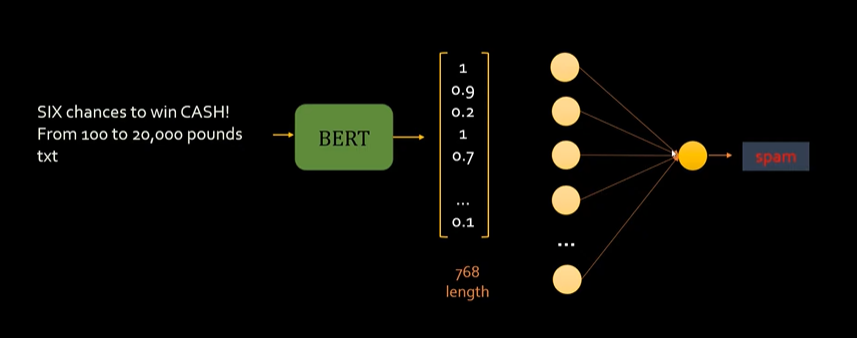 SIX chances to win CASH!
From 100 to 20,000 pounds
txt
BERT
1
0.9
0.2
1
0.7
...
0.1
768
length
...
spam